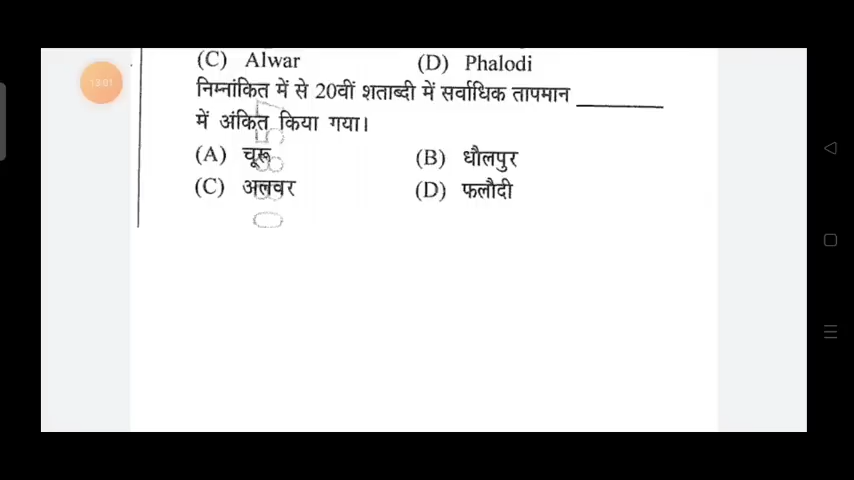 (C) Alwar (D) Phalodi
निम्नांकित में से 20वीं शताब्दी में सर्वाधिक तापमान ________
में अंकित किया गया।
(A) चूरू (B) धौलपुर
(C) अलवर (D) फलौदी